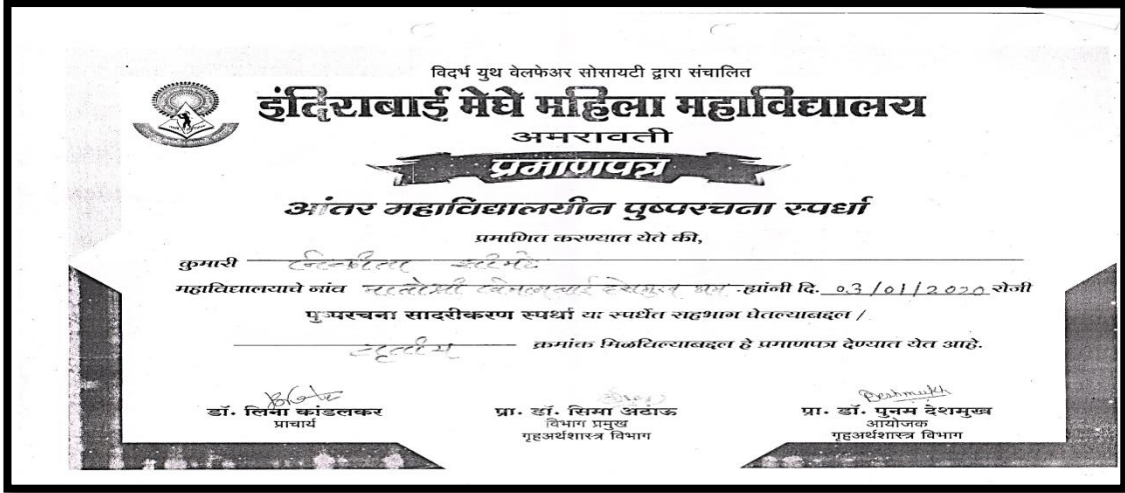 विदर्भ युथ वेलफेअर सोसायटी द्वारा संचालित
इंदिराबाई मेघे महिला महाविद्यालय
अमरावती
प्रमाणपत्र
आंतर महाविद्यालयीन पुष्परचना स्पर्धा
प्रमाणित करण्यात येते की,
कुमारी
महाविद्यालयाचे नांव मातोश्री विमलाबाई देशमुख ह्यांनी दि. 03/01/2020 रोजी
पुष्परचना सादरीकरण स्पर्धा या स्पर्धेत सहभाग घेतल्याबद्दल /
तृतीय क्रमांक मिळविल्याबद्दल हे प्रमाणपत्र देण्यात येत आहे.
Deshmukh
डॉ. लिना कांडलकर प्रा. डॉ. सिमा अढाऊ प्रा. डॉ. पुनम देशमुख
प्राचार्य विभाग प्रमुख आयोजक
गृहअर्थशास्त्र विभाग गृहअर्थशास्त्र विभाग